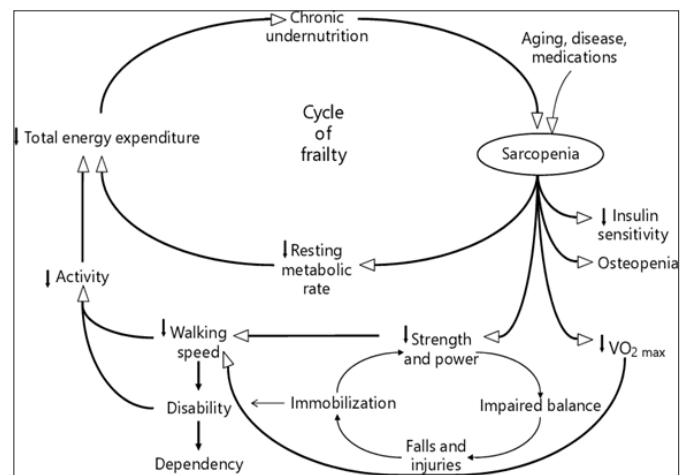 Chronic
undernutrition
Aging, disease,
medications
Cycle
of
frailty
↓ Total energy expenditure
Sarcopenia
↓ Insulin
sensitivity
Osteopenia
↓ Resting
metabolic
rate
↓ Activity
↓ Walking
speed
↓ Strength
and power
↓ VO2 max
Disability
Immobilization
Impaired balance
Falls and
injuries
Dependency